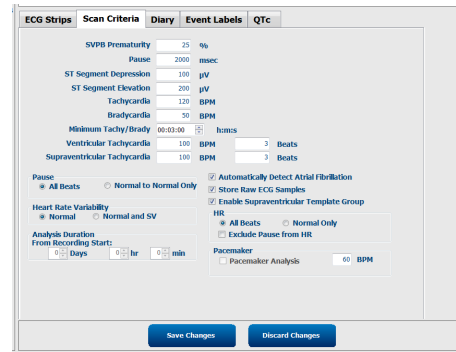 ECG Strips Scan Criteria Diary Event Labels QTc
SVPB Prematurity 25 %
Pause 2000 msec
ST Segment Depression 100 µV
ST Segment Elevation 200 µV
Tachycardia 120 BPM
Bradycardia 50 BPM
Minimum Tachy/Brady 00:03:00 h:m:s
Ventricular Tachycardia 100 BPM 3 Beats
Supraventricular Tachycardia 100 BPM 3 Beats
Pause
All Beats Normal to Normal Only
Heart Rate Variability
Normal Normal and SV
Analysis Duration
From Recording Start:
0 Days 0 hr 0 min
Automatically Detect Atrial Fibrillation
Store Raw ECG Samples
Enable Supraventricular Template Group
HR
All Beats Normal Only
Exclude Pause from HR
Pacemaker
Pacemaker Analysis 60 BPM
Save Changes Discard Changes